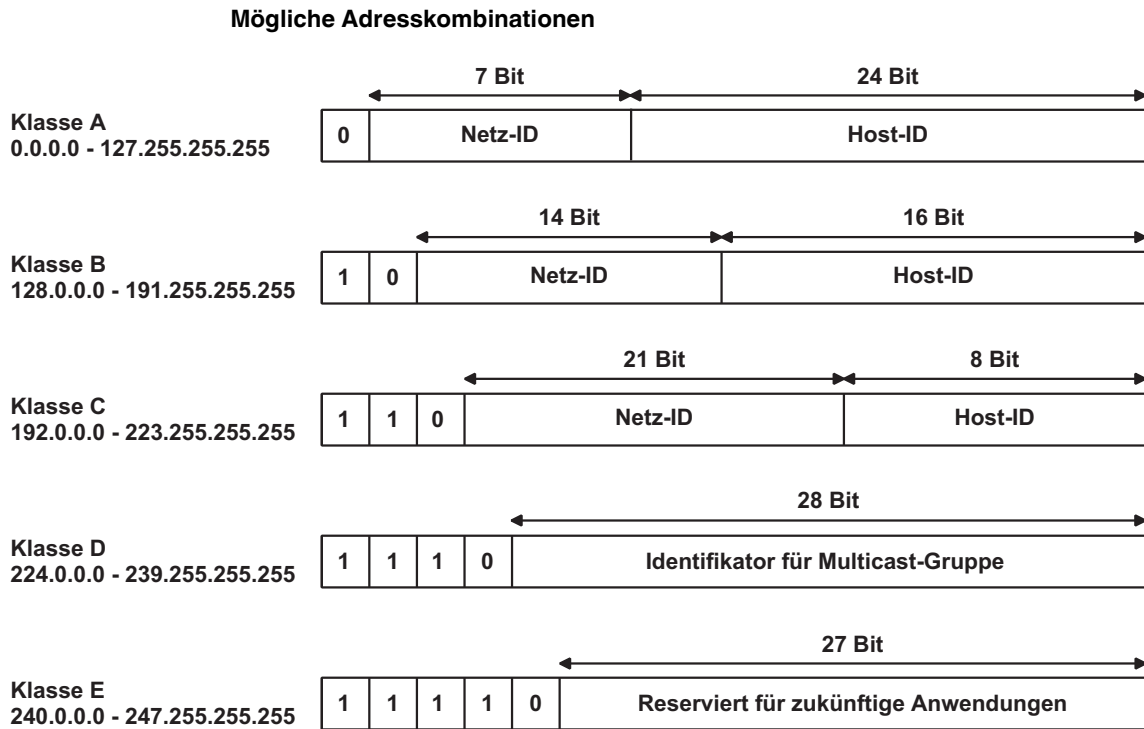 Mögliche Adresskombinationen
7 Bit 24 Bit
Klasse A
0.0.0.0 - 127.255.255.255
0 Netz-ID Host-ID
14 Bit 16 Bit
Klasse B
128.0.0.0 - 191.255.255.255
1 0 Netz-ID Host-ID
21 Bit 8 Bit
Klasse C
192.0.0.0 - 223.255.255.255
1 1 0 Netz-ID Host-ID
28 Bit
Klasse D
224.0.0.0 - 239.255.255.255
1 1 1 0 Identifikator für Multicast-Gruppe
27 Bit
Klasse E
240.0.0.0 - 247.255.255.255
1 1 1 1 0 Reserviert für zukünftige Anwendungen